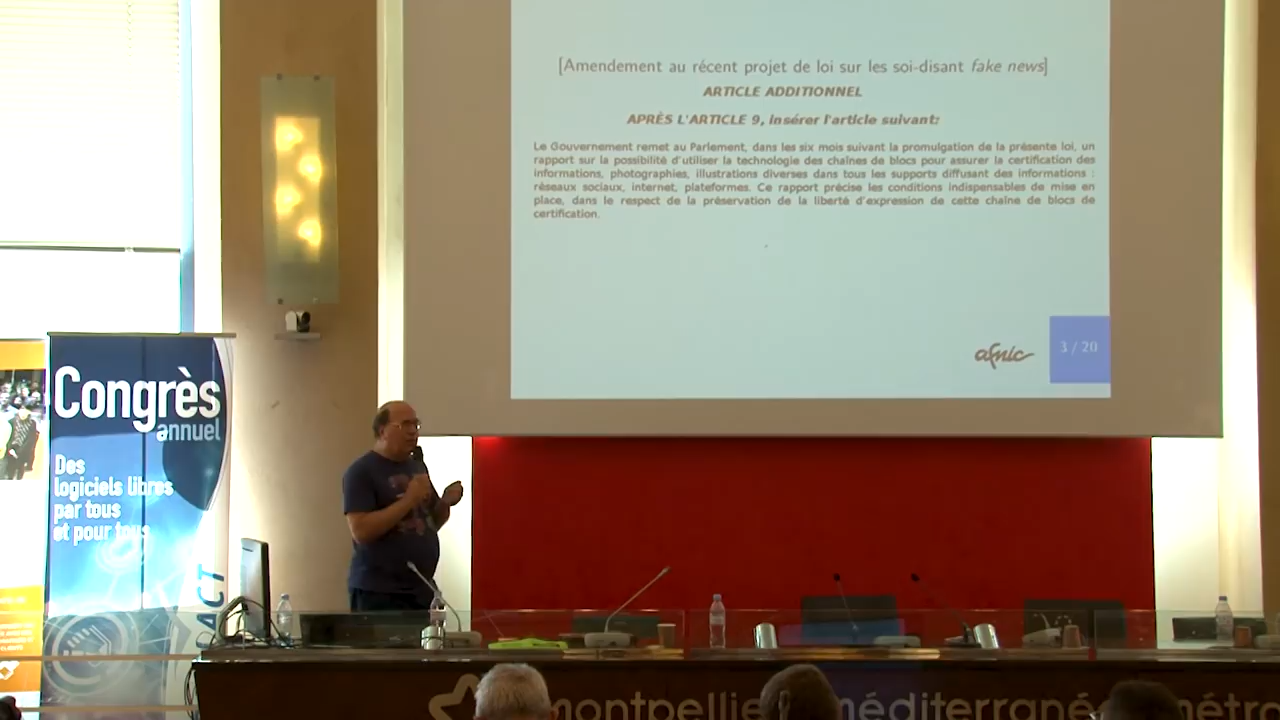 [Amendement au récent projet de loi sur les soi-disant fake news]
ARTICLE ADDITIONNEL
APRÈS L'ARTICLE 9, insérer l'article suivant:
Le Gouvernement remet au Parlement, dans les six mois suivant la promulgation de la présente loi, un
rapport sur la possibilité d'utiliser la technologie des chaînes de blocs pour assurer la certification des
informations, photographies, illustrations diverses dans tous les supports diffusant des informations :
réseaux sociaux, internet, plateformes. Ce rapport précise les conditions indispensables de mise en
place, dans le respect de la préservation de la liberté d'expression de cette chaîne de blocs de
certification.
afnic
3 / 20
Congrès
annuel
Des
logiciels libres
par tous
et pour tous
montpellier
méditerranée
métro